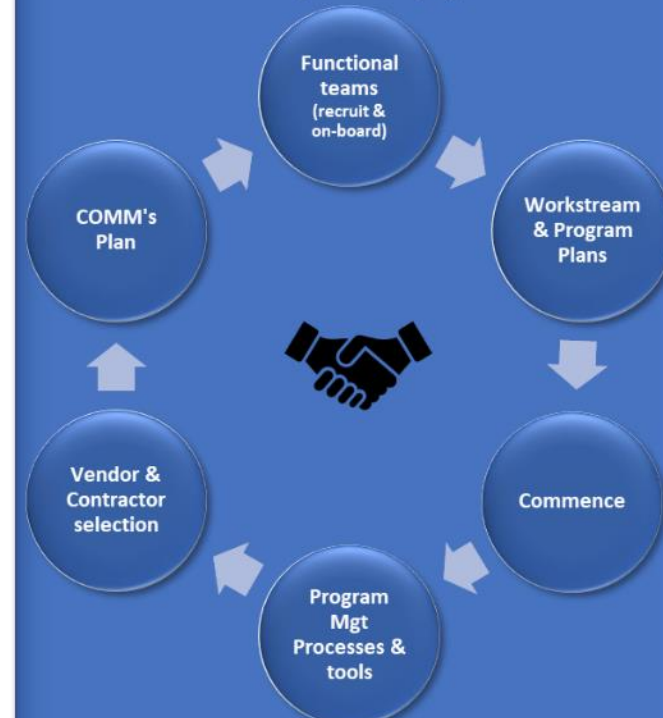 Functional
teams
(recruit &
on-board)
Workstream
& Program
Plans
Commence
Program
Mgt
Processes &
tools
Vendor &
Contractor
selection
COMM's
Plan